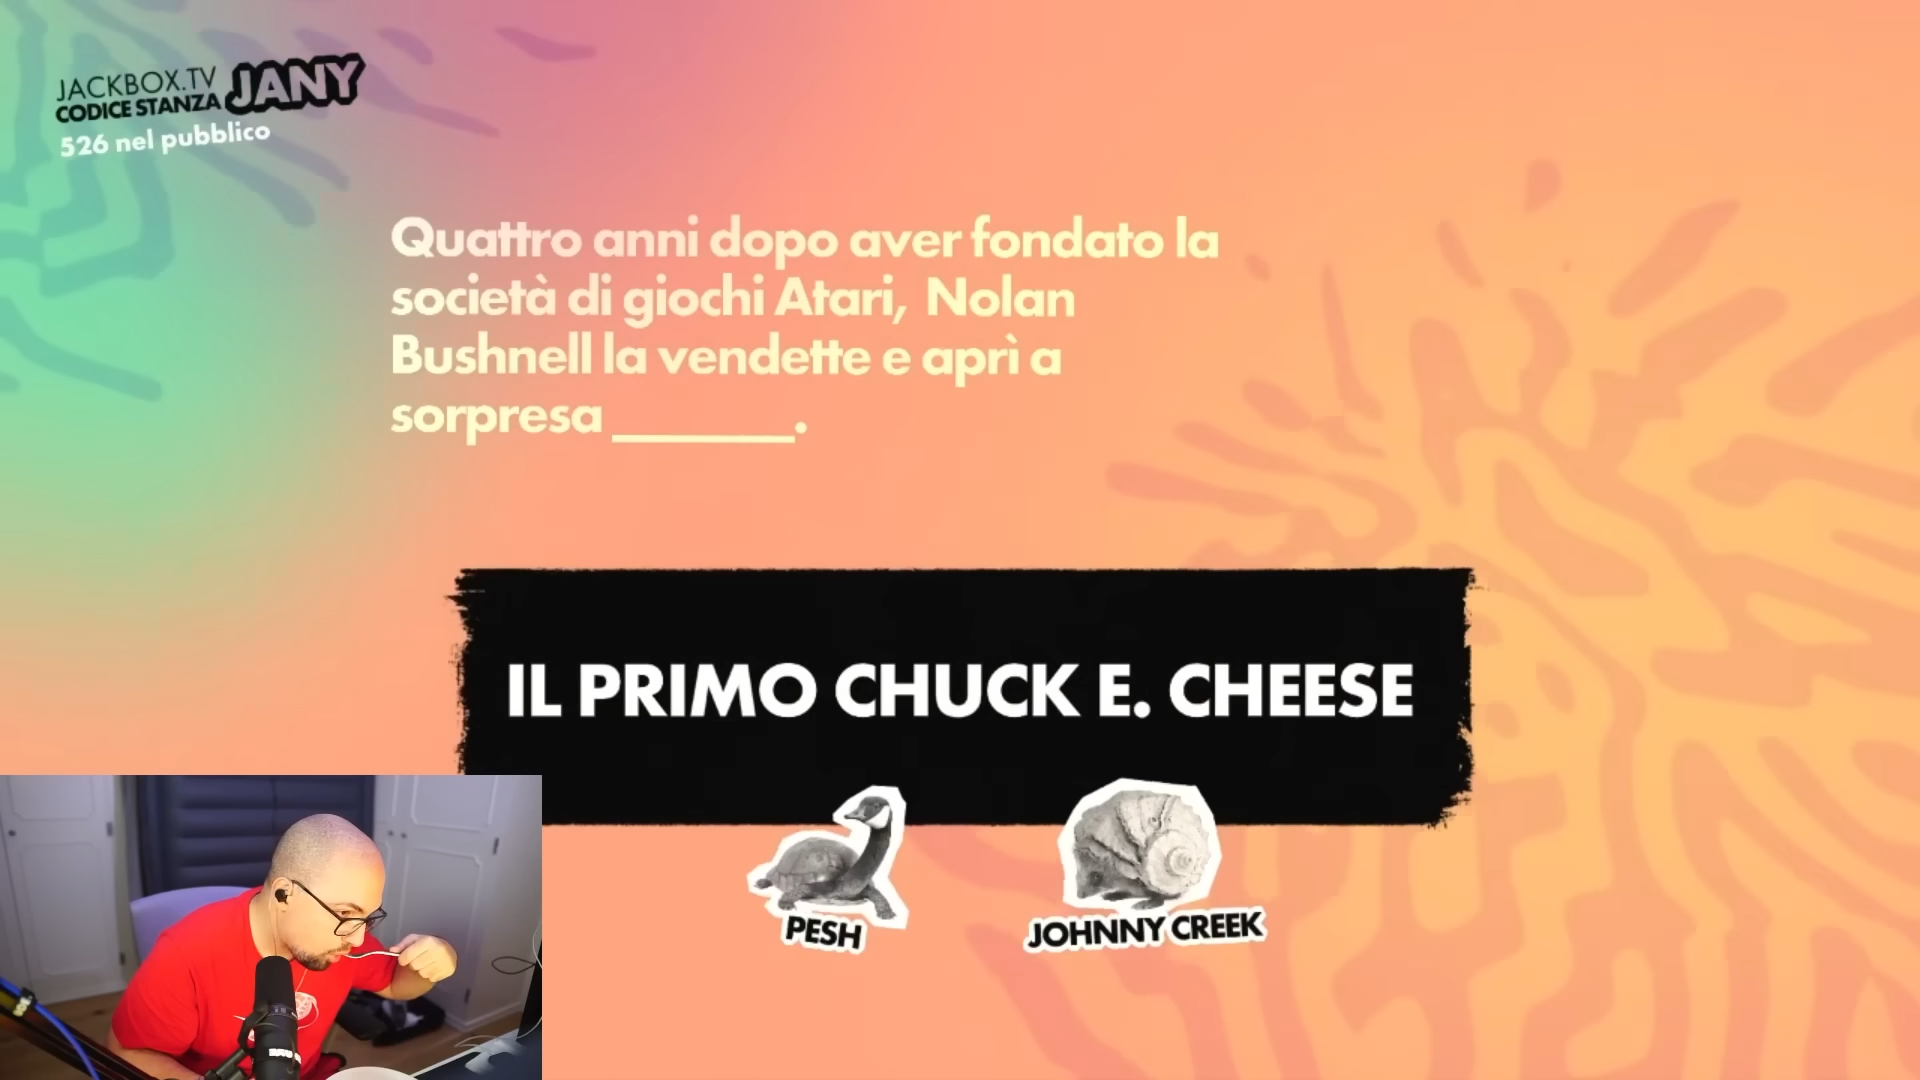 JACKBOX.TV
CODICE STANZA JANY
526 nel pubblico
Quattro anni dopo aver fondato la
società di giochi Atari, Nolan
Bushnell la vendette e aprì a
sorpresa ______.
IL PRIMO CHUCK E. CHEESE
PESH
JOHNNY CREEK